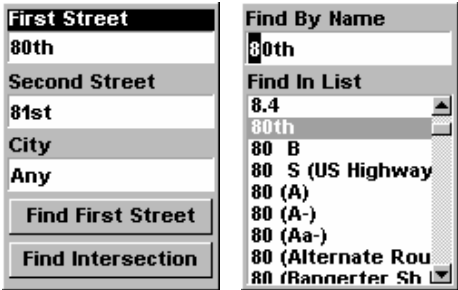 First Street
80th
Second Street
81st
City
Any
Find First Street
Find Intersection
Find By Name
80th
Find In List
8.4
80th
80 B
80 S (US Highway
80 (A)
80 (A-)
80 (Aa-)
80 (Alternate Rou
80 (Bangerter Sh